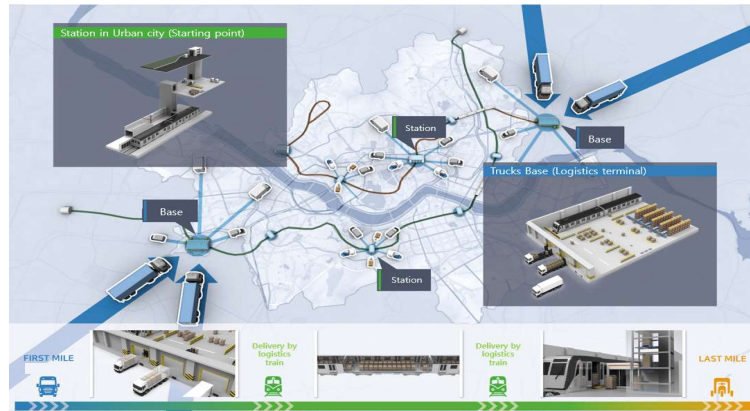 Station in Urban city (Starting point)
Station
Base
Trucks Base (Logistics terminal)
Base
Station
FIRST MILE
Delivery by
logistics
train
Delivery by
logistics
train
LAST MILE